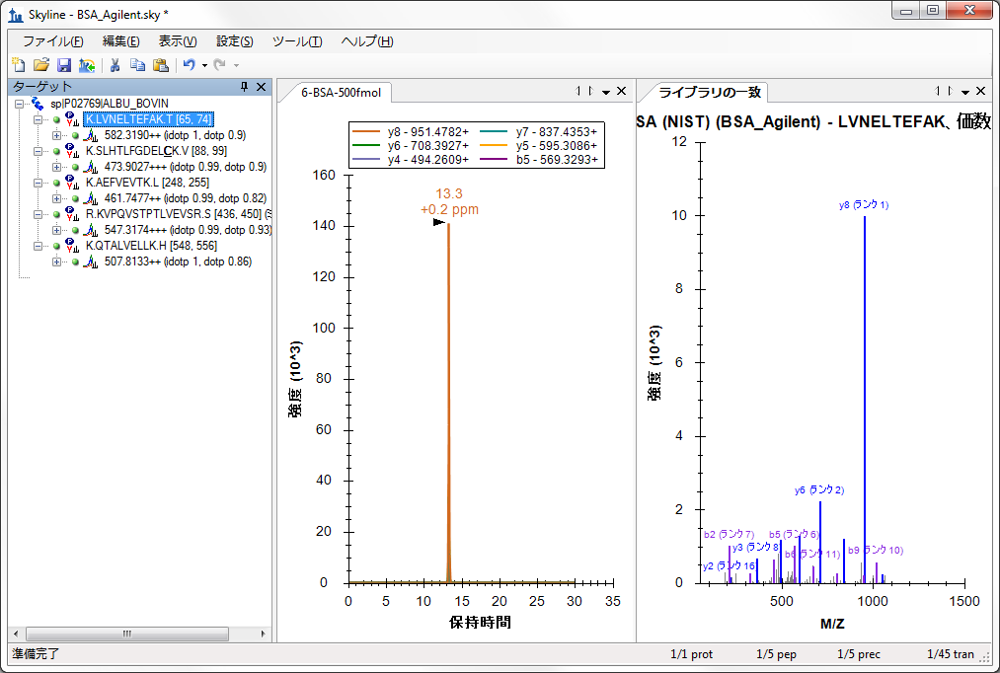 Skyline - BSA_Agilent.sky *
ファイル(F) 編集(E) 表示(V) 設定(S) ツール(T) ヘルプ(H)
ターゲット
sp|P02769|ALBU_BOVIN
K.LVNELTEFAK.T [65, 74]
582.3190++ (idotp 1, dotp 0.9)
K.SLHTLFGDELCK.V [88, 99]
473.9027+++ (idotp 0.99, dotp 0.9)
K.AEFVEVTK.L [248, 255]
461.7477++ (idotp 0.99, dotp 0.82)
R.KVPQVSTPTLVEVSR.S [436, 450]
547.3174+++ (idotp 0.99, dotp 0.93)
K.QTALVELLK.H [548, 556]
507.8133++ (idotp 1, dotp 0.86)
6-BSA-500fmol
y8 - 951.4782+ y7 - 837.4353+
y6 - 708.3927+ y5 - 595.3086+
y4 - 494.2609+ b5 - 569.3293+
13.3
+0.2 ppm
160
140
120
100
80
60
40
20
0
強度 (10^3)
0 5 10 15 20 25 30 35
保持時間
ライブラリの一致
SA (NIST) (BSA_Agilent) - LVNELTEFAK、価数
12
10
8
6
4
2
0
強度 (10^3)
y8 (ランク 1)
y6 (ランク 2)
b2 (ランク 7) b5 (ランク 6)
y3 (ランク 8 b6 (ランク 11) b9 (ランク 10)
y2 (ランク 16)
500 1000 1500
M/Z
準備完了 1/1 prot 1/5 pep 1/5 prec 1/45 tran